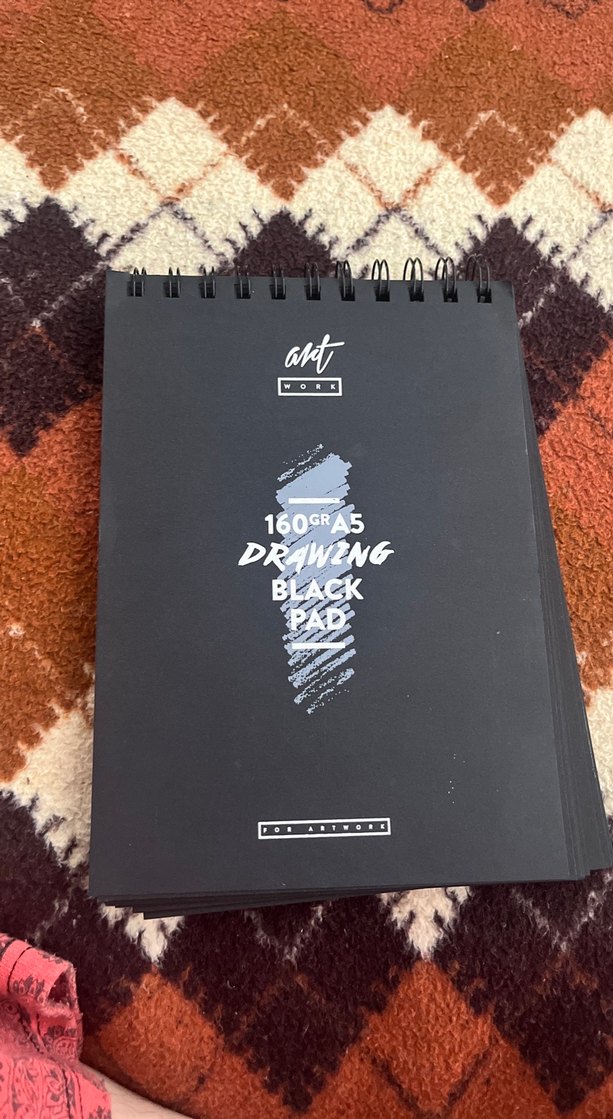 art
WORK
160GR A5
DRAWING
BLACK
PAD
FOR ARTWORK